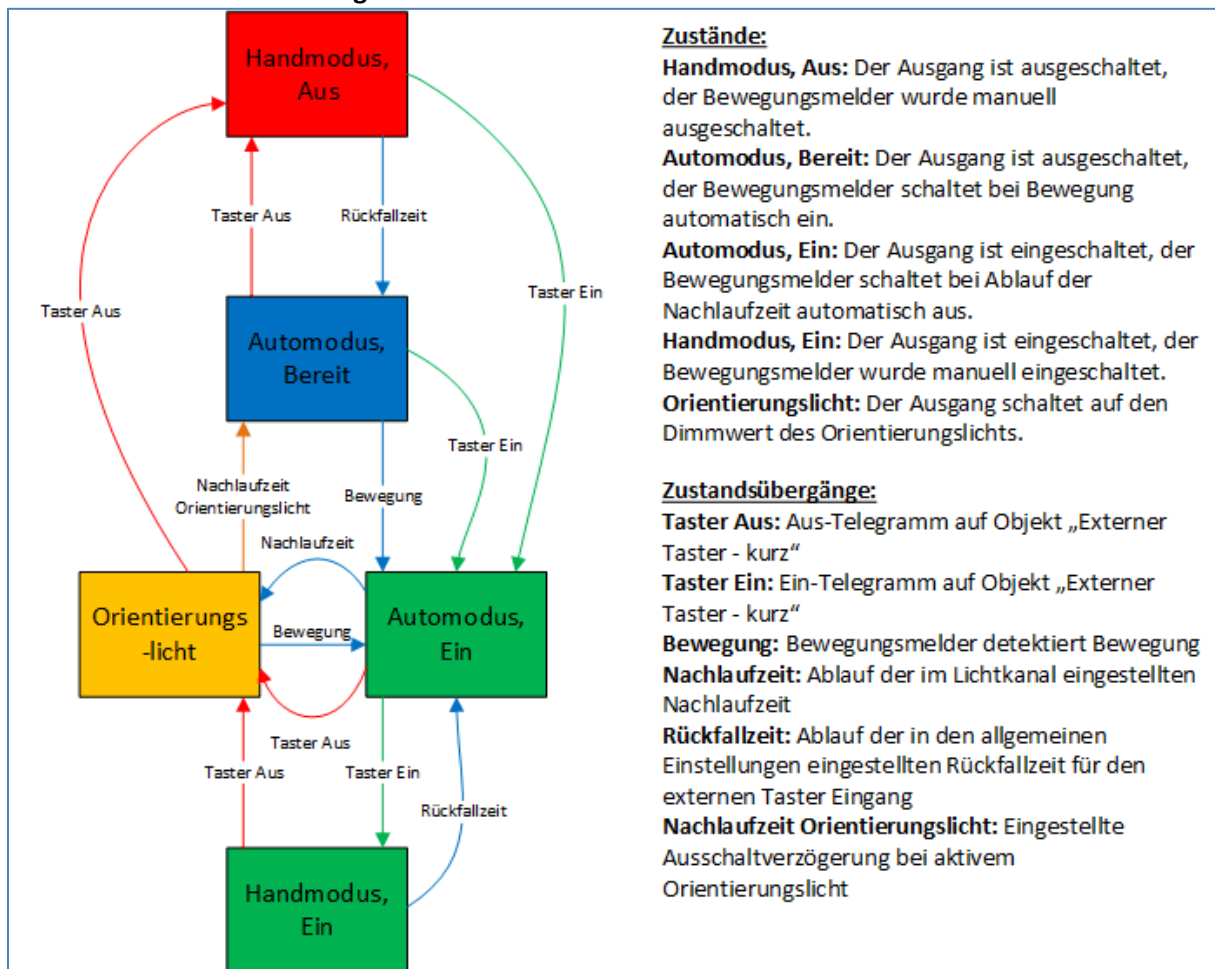 Handmodus,
Aus
Taster Aus
Rückfallzeit
Taster Ein
Taster Aus
Automodus,
Bereit
Taster Ein
Nachlaufzeit
Orientierungslicht
Bewegung
Nachlaufzeit
Orientierungs
-licht
Bewegung
Automodus,
Ein
Taster Aus
Taster Aus
Taster Ein
Rückfallzeit
Handmodus,
Ein
Zustände:
Handmodus, Aus: Der Ausgang ist ausgeschaltet,
der Bewegungsmelder wurde manuell
ausgeschaltet.
Automodus, Bereit: Der Ausgang ist ausgeschaltet,
der Bewegungsmelder schaltet bei Bewegung
automatisch ein.
Automodus, Ein: Der Ausgang ist eingeschaltet, der
Bewegungsmelder schaltet bei Ablauf der
Nachlaufzeit automatisch aus.
Handmodus, Ein: Der Ausgang ist eingeschaltet, der
Bewegungsmelder wurde manuell eingeschaltet.
Orientierungslicht: Der Ausgang schaltet auf den
Dimmwert des Orientierungslichts.
Zustandsübergänge:
Taster Aus: Aus-Telegramm auf Objekt „Externer
Taster - kurz“
Taster Ein: Ein-Telegramm auf Objekt „Externer
Taster - kurz“
Bewegung: Bewegungsmelder detektiert Bewegung
Nachlaufzeit: Ablauf der im Lichtkanal eingestellten
Nachlaufzeit
Rückfallzeit: Ablauf der in den allgemeinen
Einstellungen eingestellten Rückfallzeit für den
externen Taster Eingang
Nachlaufzeit Orientierungslicht: Eingestellte
Ausschaltverzögerung bei aktivem
Orientierungslicht